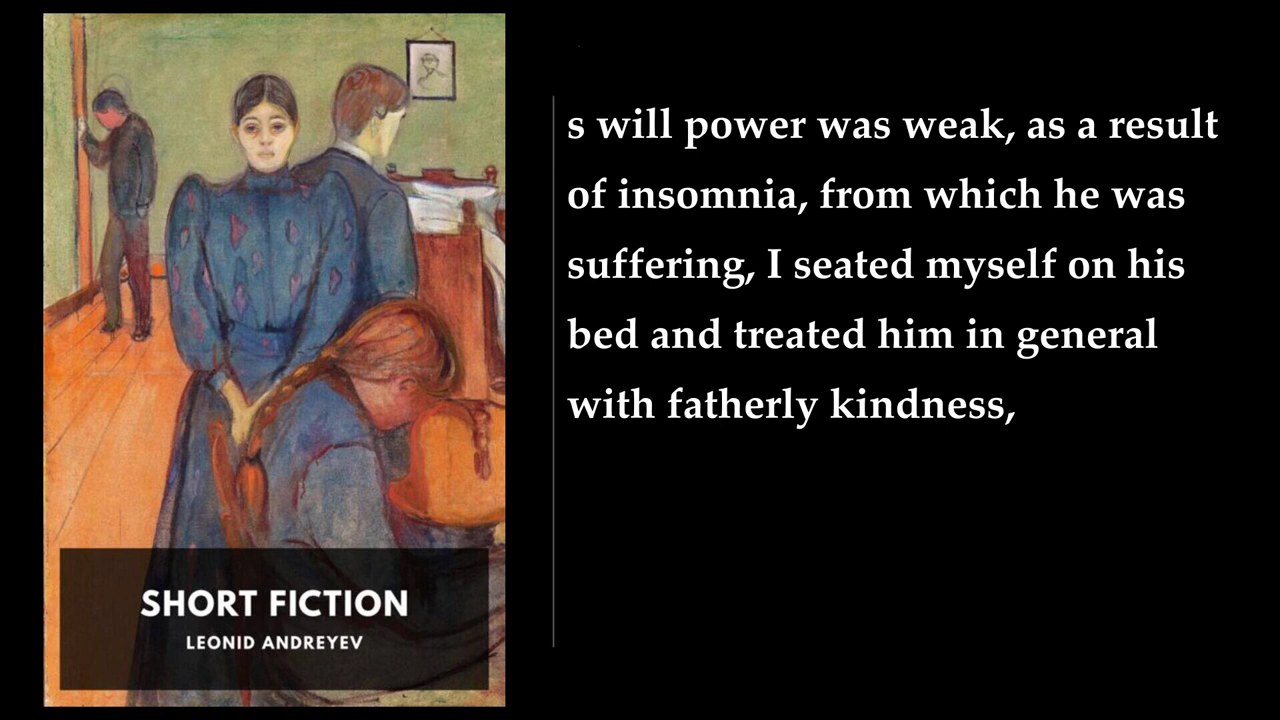 SHORT FICTION
LEONID ANDREYEV
s will power was weak, as a result
of insomnia, from which he was
suffering, I seated myself on his
bed and treated him in general
with fatherly kindness,